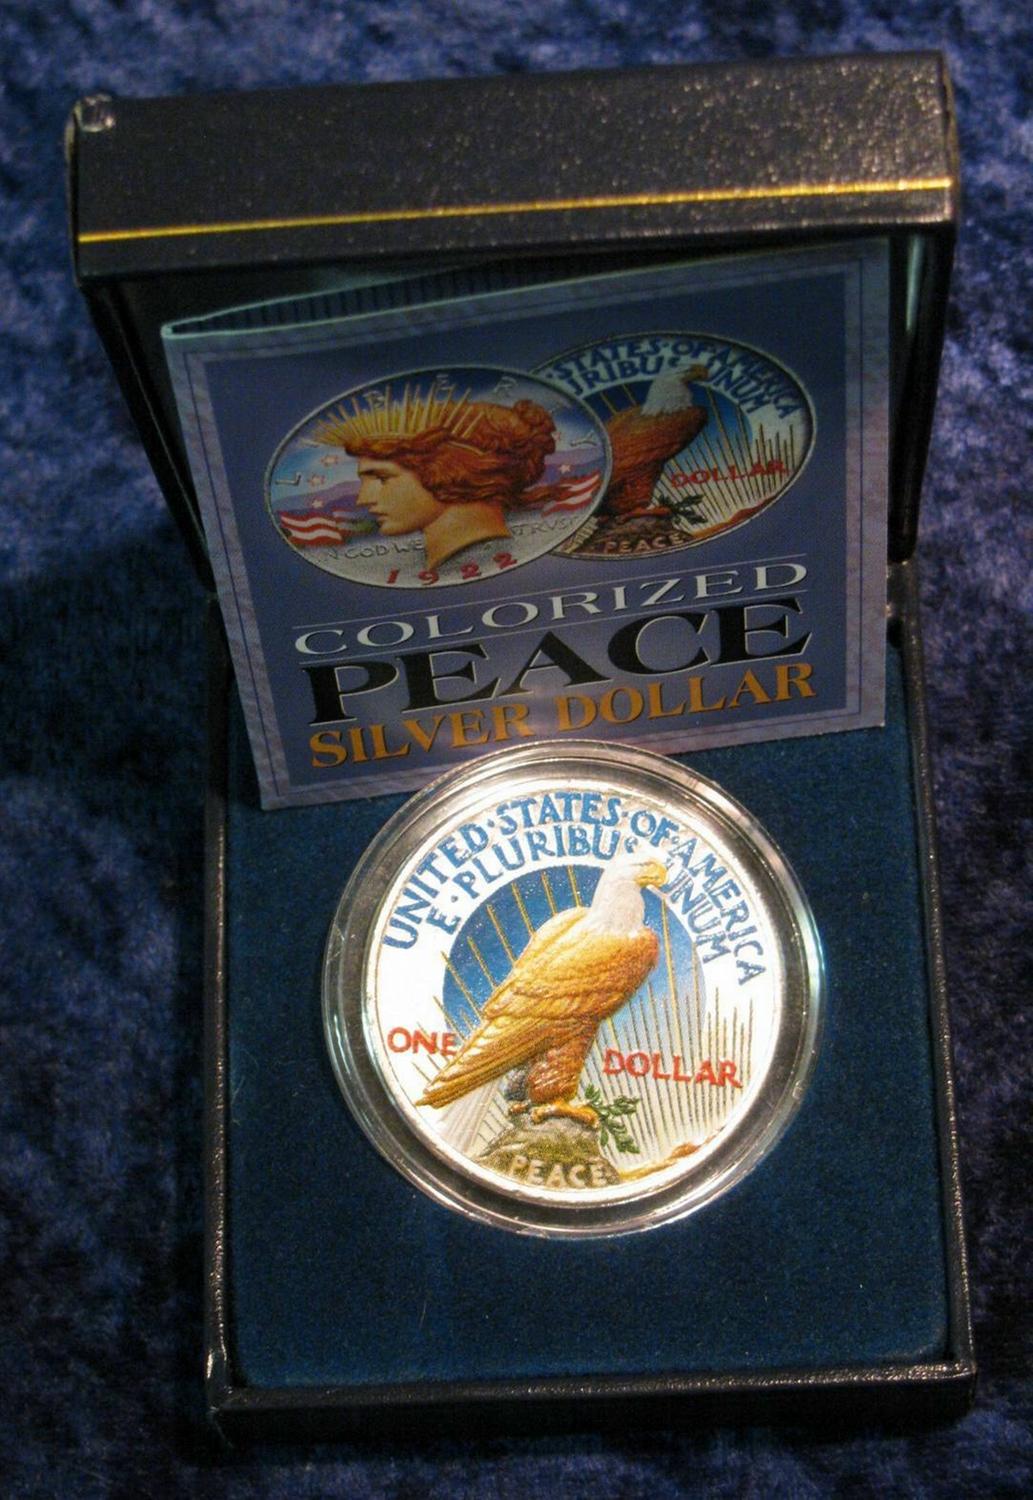 LIBERTY
IN GOD WE TRUST
1922
STATES·OF·AMERICA
URIBUS UNUM
DOLLAR
PEACE
COLORIZED
PEACE
SILVER DOLLAR
UNITED·STATES·OF·AMERICA
E·PLURIBUS UNUM
ONE DOLLAR
PEACE